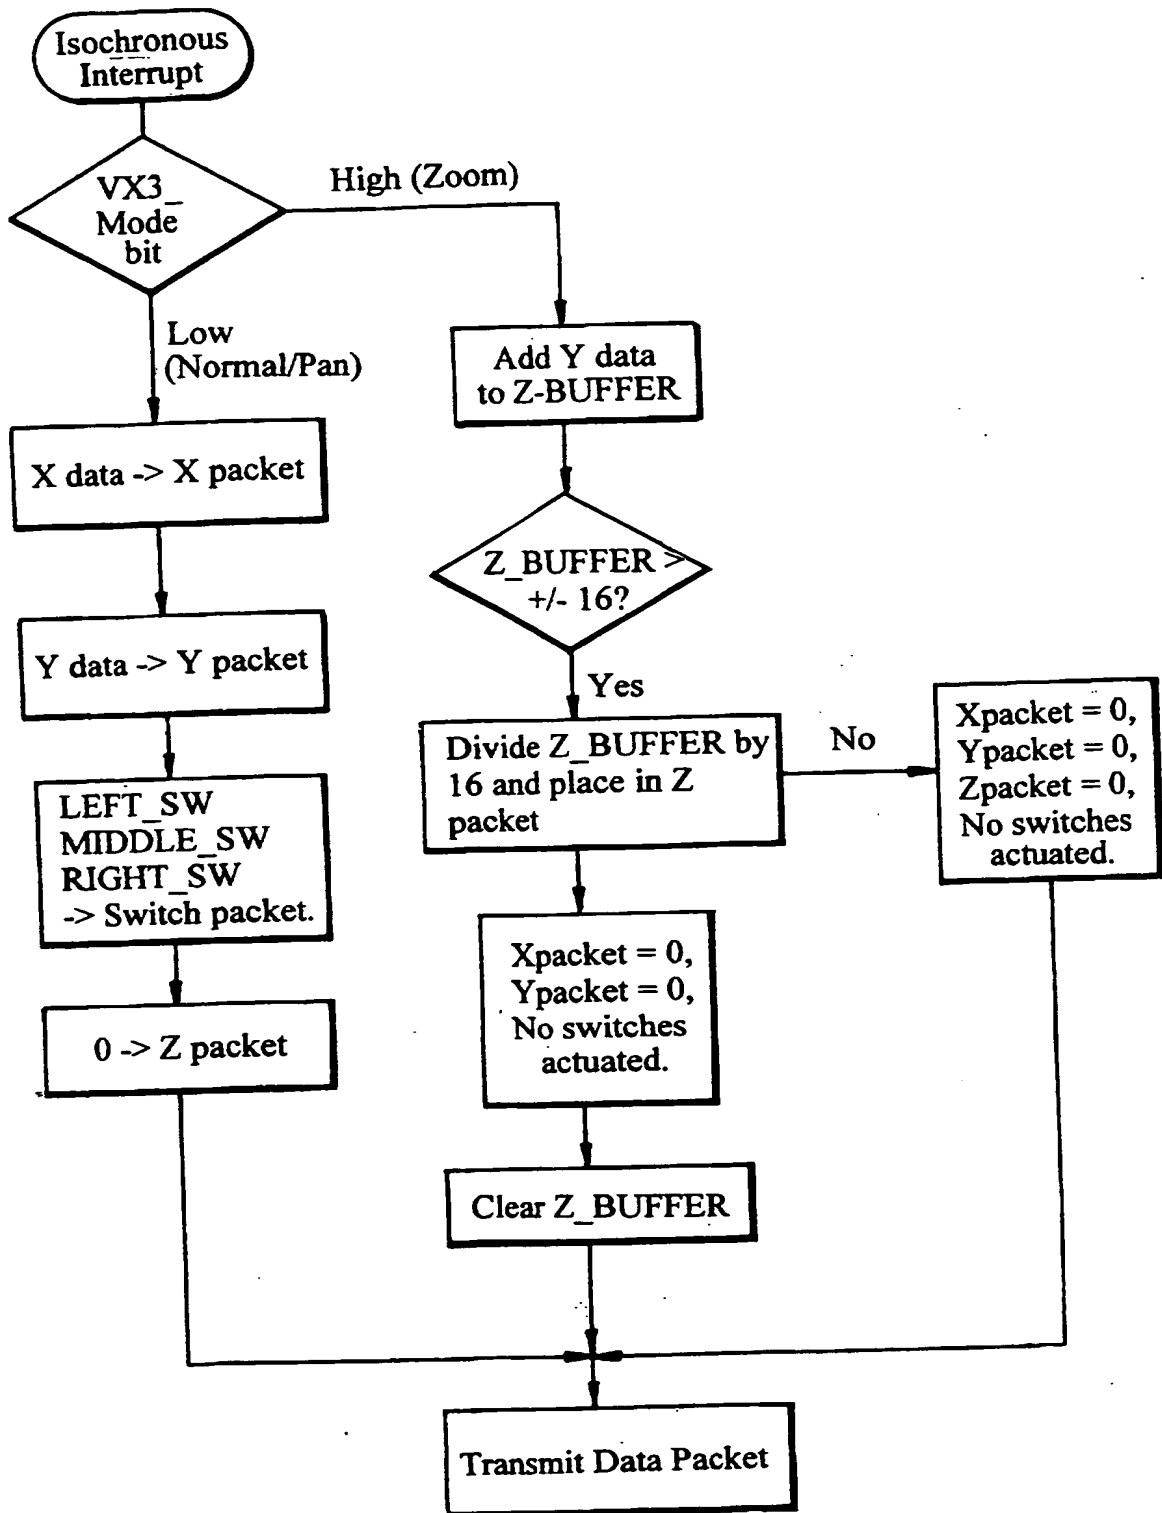 Isochronous
Interrupt
VX3_
Mode
bit
High (Zoom)
Low
(Normal/Pan)
Add Y data
to Z-BUFFER
X data -> X packet
Z_BUFFER >
+/- 16?
Y data -> Y packet
Yes
Divide Z_BUFFER by
16 and place in Z
packet
No
Xpacket = 0,
Ypacket = 0,
Zpacket = 0,
No switches
actuated.
LEFT_SW
MIDDLE_SW
RIGHT_SW
-> Switch packet.
Xpacket = 0,
Ypacket = 0,
No switches
actuated.
0 -> Z packet
Clear Z_BUFFER
Transmit Data Packet